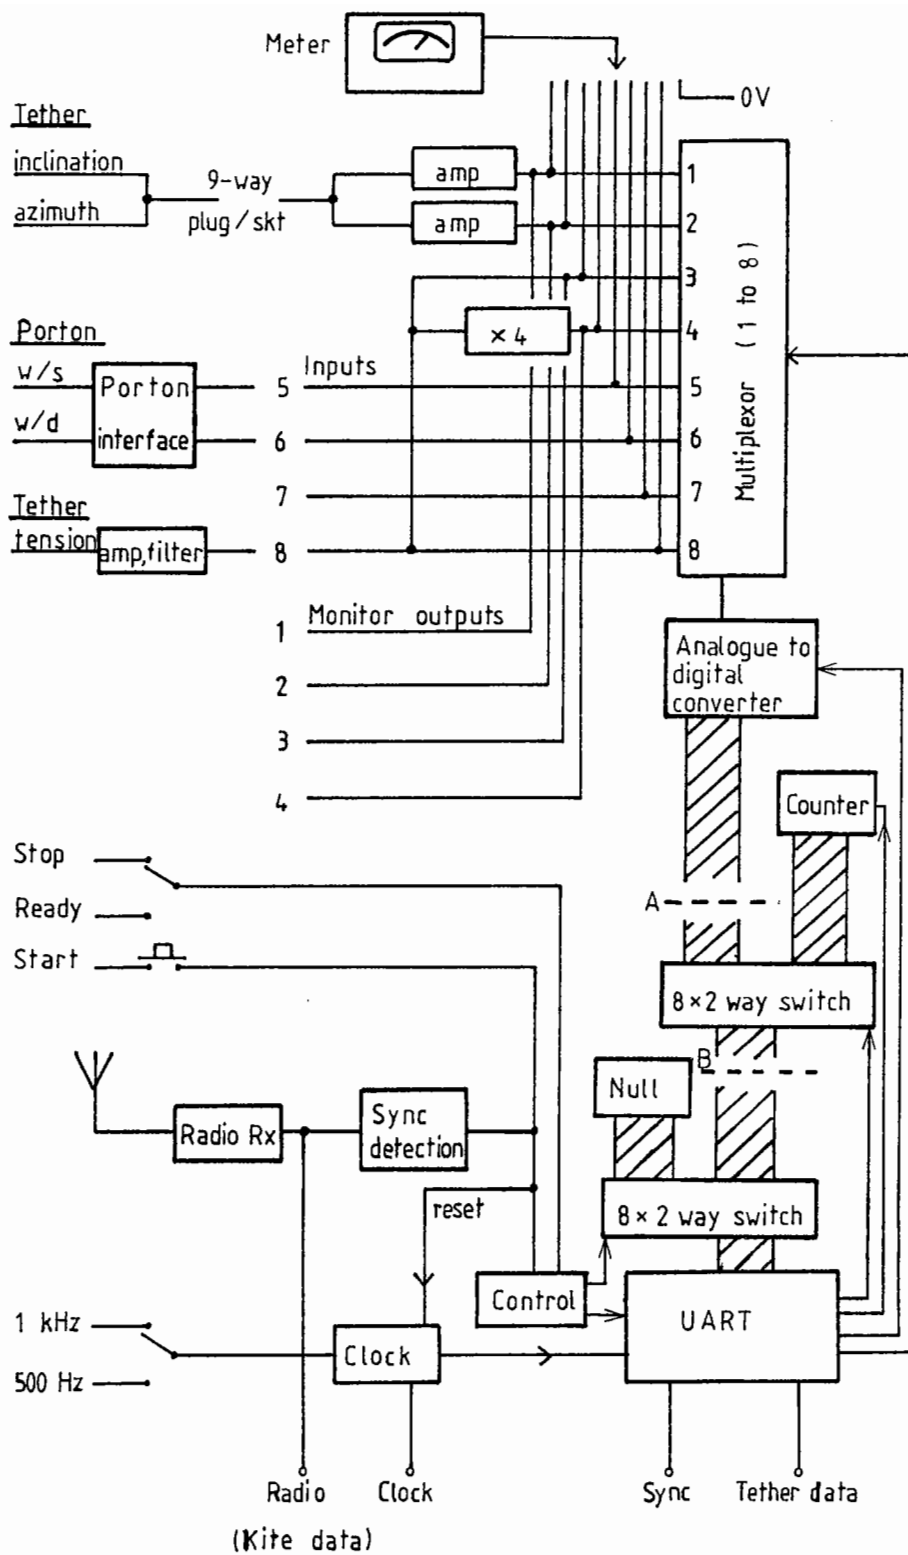 Meter
0V
Tether
inclination
azimuth
9-way
plug/skt
amp
amp
1
2
3
4
5
6
7
8
Multiplexor (1 to 8)
×4
Porton
w/s
w/d
Porton
interface
5 Inputs
6
7
8
Tether
tension
amp,filter
1 Monitor outputs
2
3
4
Analogue to
digital
converter
Counter
Stop
Ready
Start
A
8×2 way switch
B
Null
Radio Rx
Sync
detection
reset
8×2 way switch
Control
UART
1 kHz
500 Hz
Clock
Radio
(Kite data)
Clock
Sync
Tether data